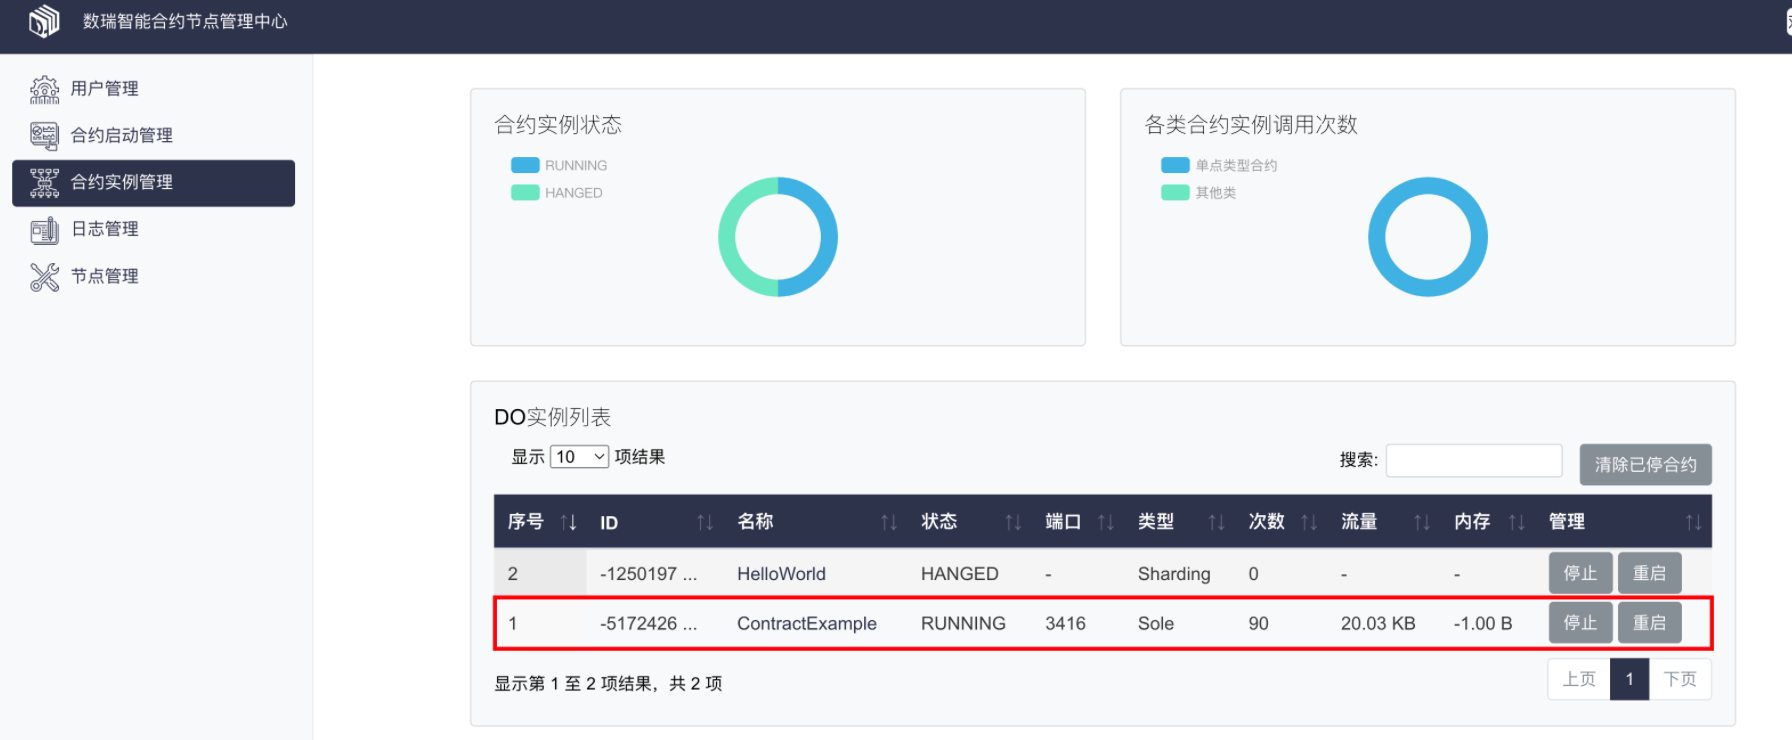 数瑞智能合约节点管理中心
用户管理
合约启动管理
合约实例管理
日志管理
节点管理
合约实例状态
RUNNING
HANGED
各类合约实例调用次数
单点类型合约
其他类
DO实例列表
显示 10 项结果
搜索:
清除已停合约
序号 ID 名称 状态 端口 类型 次数 流量 内存 管理
2 -1250197 ... HelloWorld HANGED - Sharding 0 - - 停止 重启
1 -5172426 ... ContractExample RUNNING 3416 Sole 90 20.03 KB -1.00 B 停止 重启
显示第 1 至 2 项结果，共 2 项
上页 1 下页